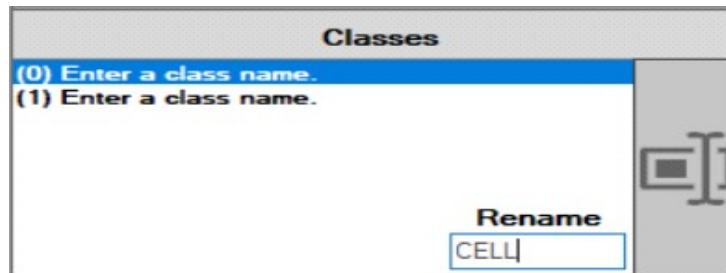 Classes
(0) Enter a class name.
(1) Enter a class name.
Rename
CELL